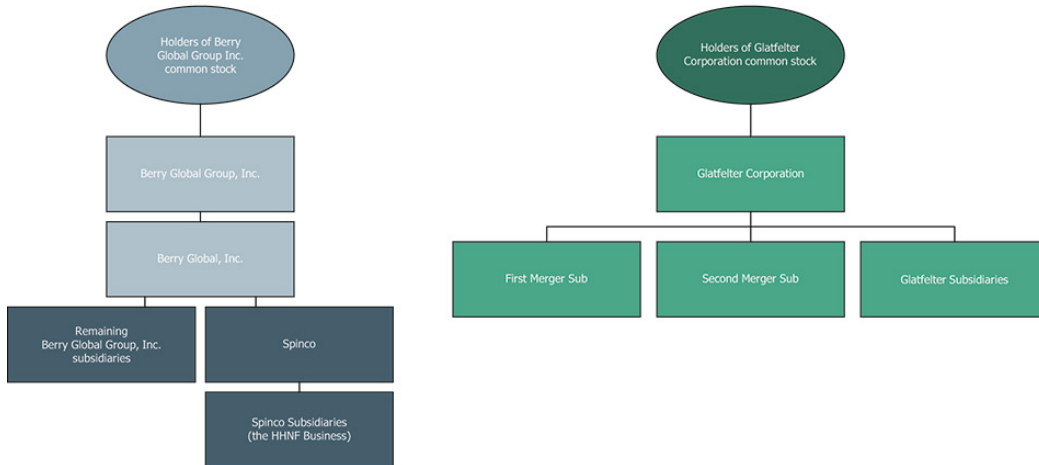 Holders of Berry
Global Group Inc.
common stock
Berry Global Group, Inc.
Berry Global, Inc.
Remaining
Berry Global Group, Inc.
subsidiaries
Spinco
Spinco Subsidiaries
(the HHNF Business)
Holders of Glatfelter
Corporation common stock
Glatfelter Corporation
First Merger Sub
Second Merger Sub
Glatfelter Subsidiaries